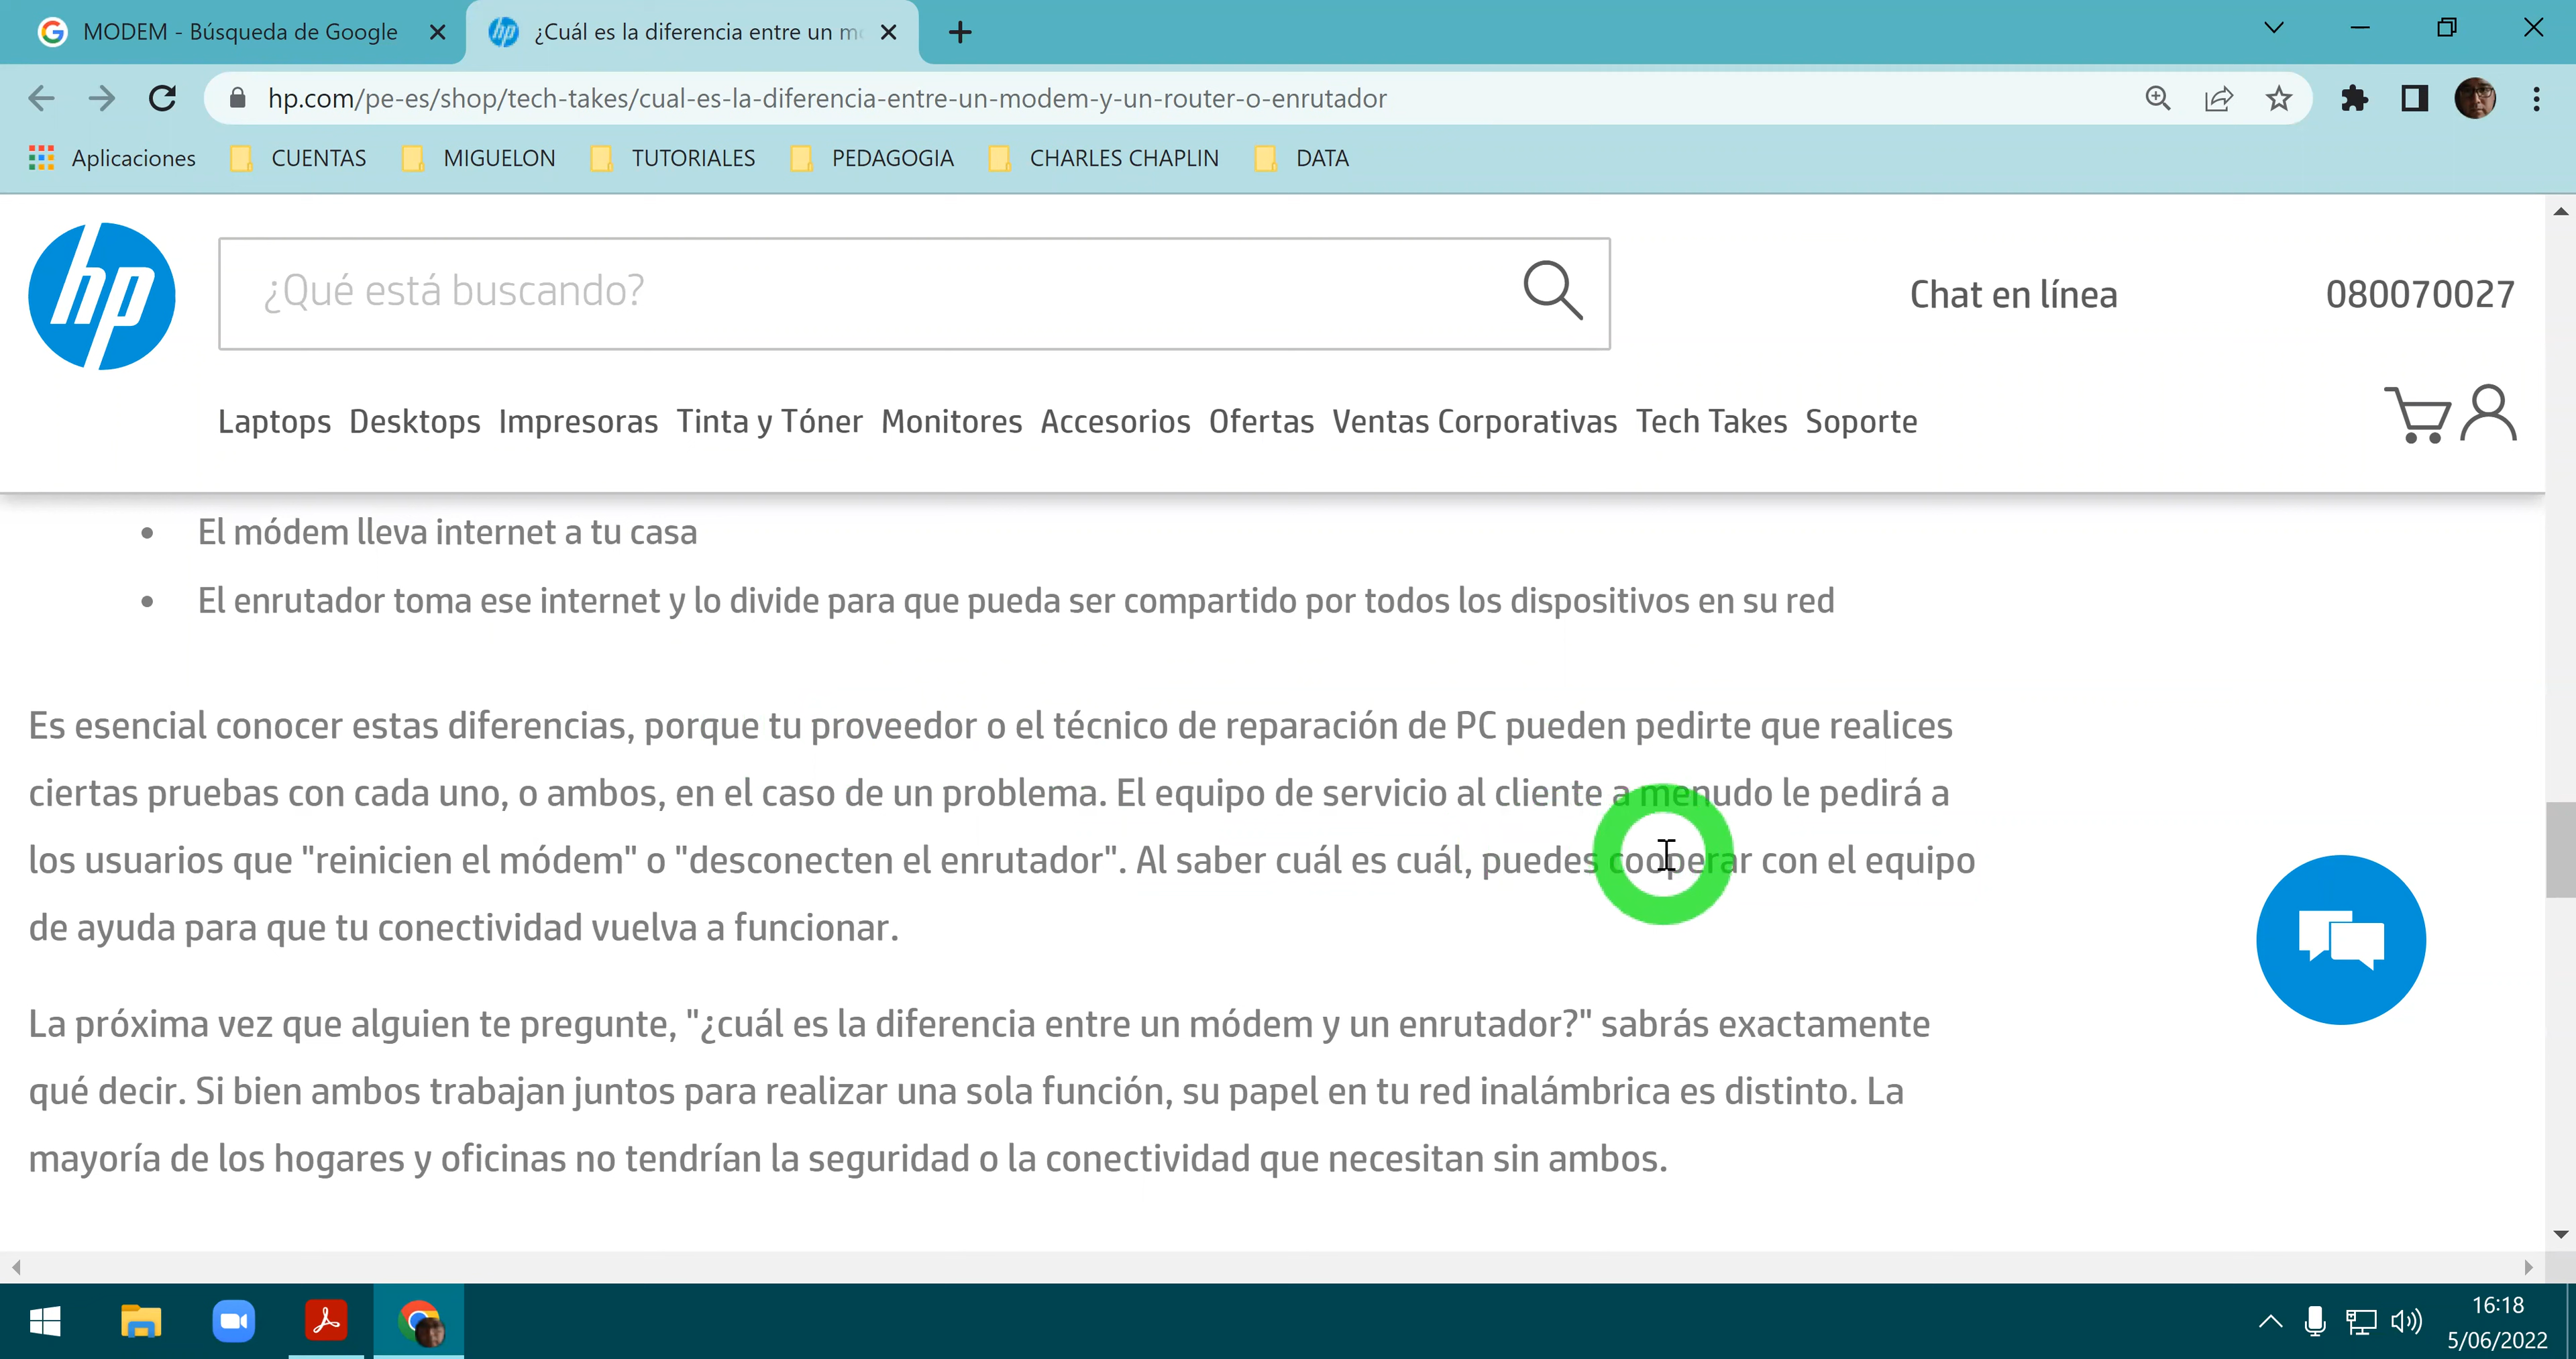 MODEM - Búsqueda de Google
¿Cuál es la diferencia entre un m
hp.com/pe-es/shop/tech-takes/cual-es-la-diferencia-entre-un-modem-y-un-router-o-enrutador
Aplicaciones CUENTAS MIGUELON TUTORIALES PEDAGOGIA CHARLES CHAPLIN DATA
hp
¿Qué está buscando?
Chat en línea
080070027
Laptops Desktops Impresoras Tinta y Tóner Monitores Accesorios Ofertas Ventas Corporativas Tech Takes Soporte
• El módem lleva internet a tu casa
• El enrutador toma ese internet y lo divide para que pueda ser compartido por todos los dispositivos en su red
Es esencial conocer estas diferencias, porque tu proveedor o el técnico de reparación de PC pueden pedirte que realices
ciertas pruebas con cada uno, o ambos, en el caso de un problema. El equipo de servicio al cliente a menudo le pedirá a
los usuarios que "reinicien el módem" o "desconecten el enrutador". Al saber cuál es cuál, puedes cooperar con el equipo
de ayuda para que tu conectividad vuelva a funcionar.
La próxima vez que alguien te pregunte, "¿cuál es la diferencia entre un módem y un enrutador?" sabrás exactamente
qué decir. Si bien ambos trabajan juntos para realizar una sola función, su papel en tu red inalámbrica es distinto. La
mayoría de los hogares y oficinas no tendrían la seguridad o la conectividad que necesitan sin ambos.
16:18
5/06/2022